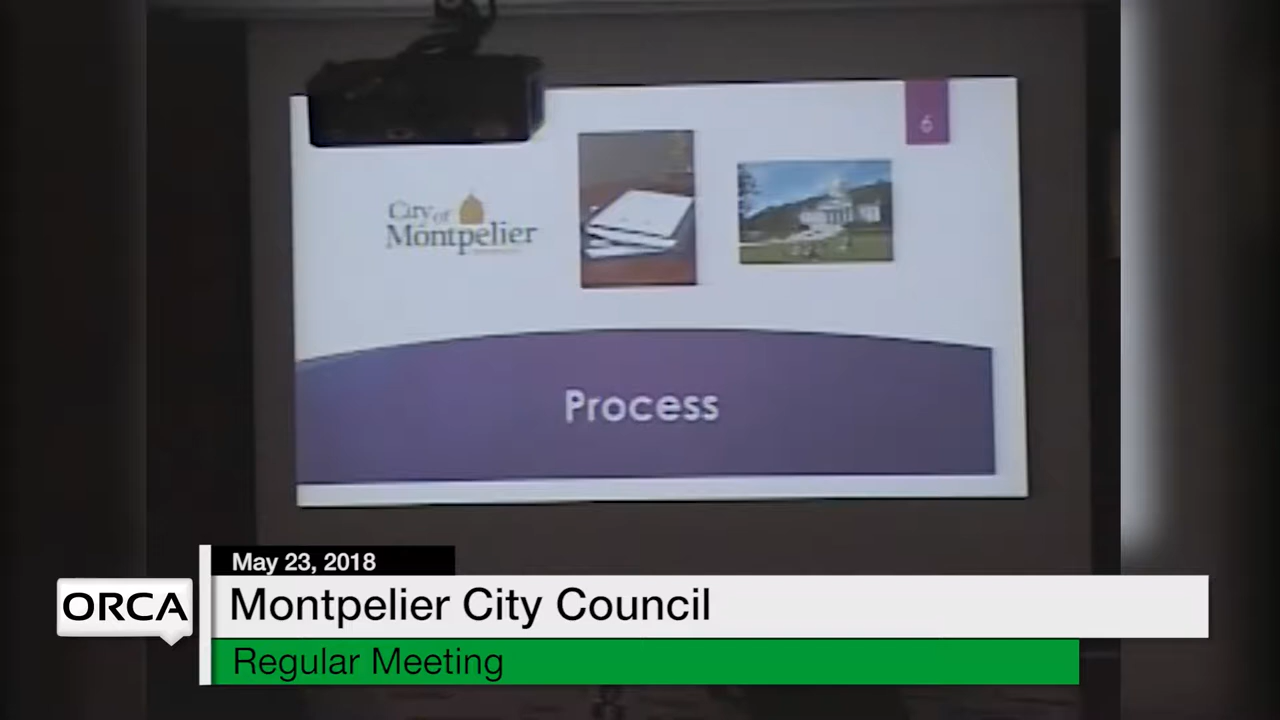 6
City of
Montpelier
Process
May 23, 2018
ORCA
Montpelier City Council
Regular Meeting